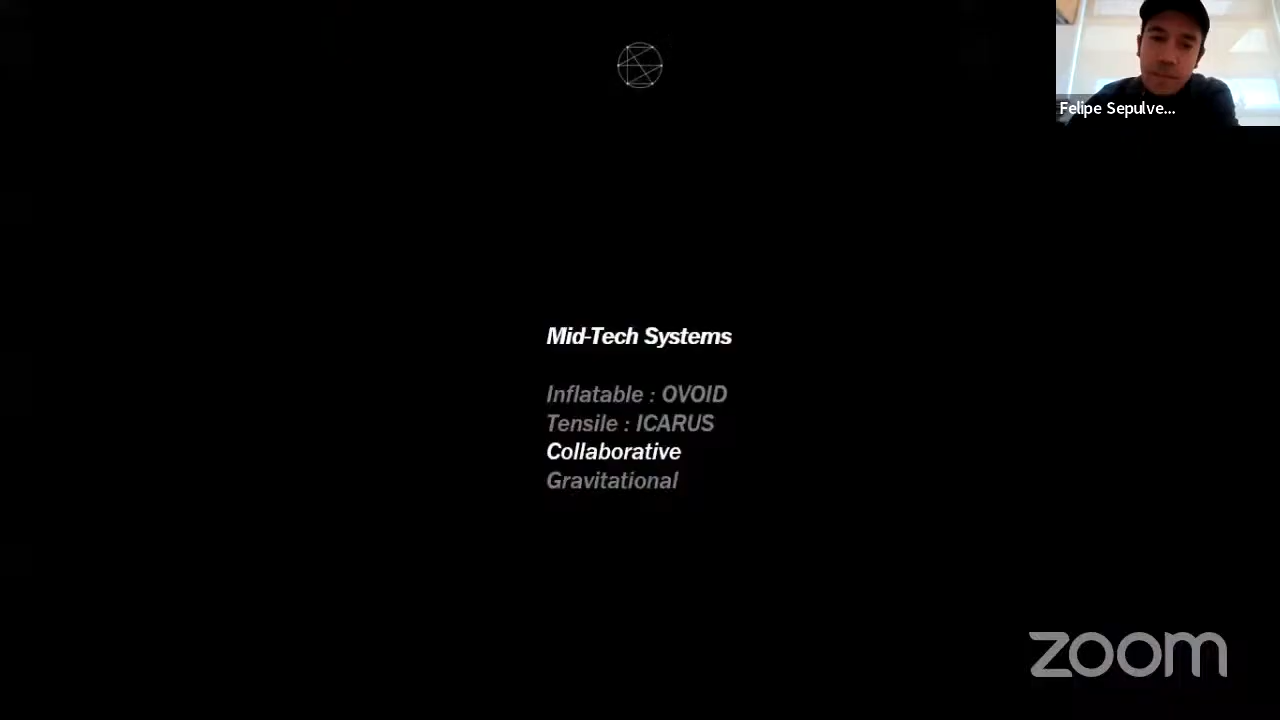 Felipe Sepulve...
Mid-Tech Systems
Inflatable : OVOID
Tensile : ICARUS
Collaborative
Gravitational
zoom